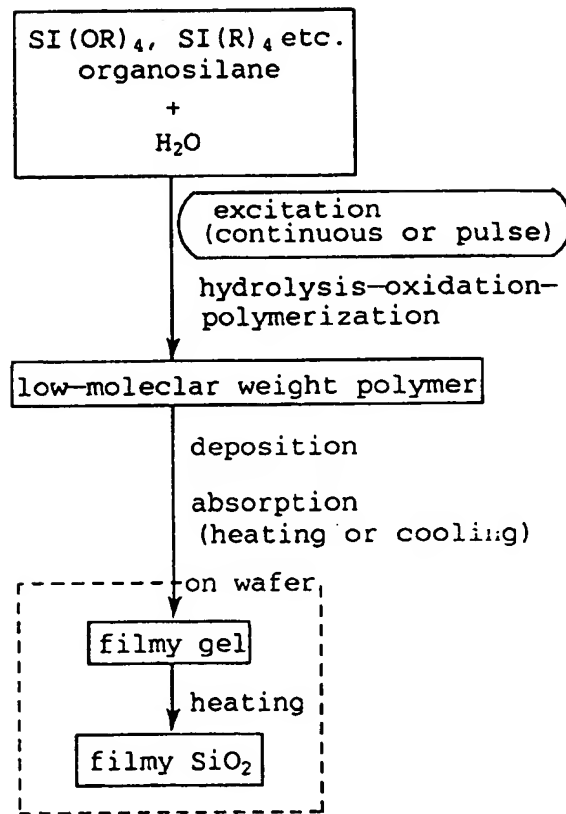 SI(OR)₄, SI(R)₄ etc.
organosilane
+
H₂O
excitation
(continuous or pulse)
hydrolysis—oxidation—
polymerization
low—moleclar weight polymer
deposition
absorption
(heating or cooling)
on wafer
filmy gel
heating
filmy SiO₂